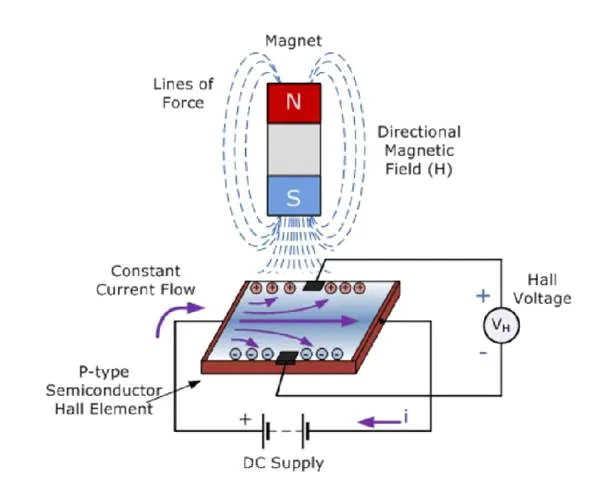 Magnet
Lines of
Force
N
Directional
Magnetic
Field (H)
S
Constant
Current Flow
+ + + + + +
Hall
Voltage
+
VH
-
- - - - - -
P-type
Semiconductor
Hall Element
+
i
DC Supply